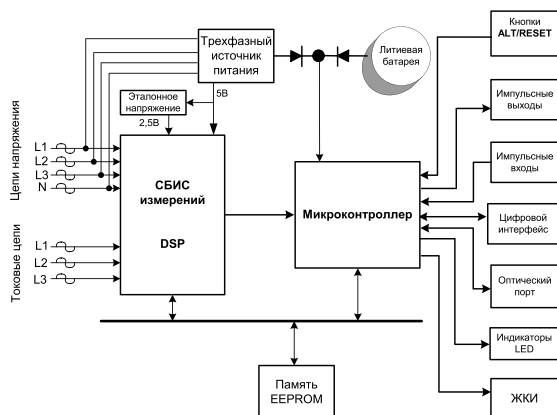 Трехфазный
источник
питания
Литиевая
батарея
Кнопки
ALT/RESET
Эталонное
напряжение
5В
2,5В
Импульсные
выходы
Цепи напряжения
L1
L2
L3
N
СБИС
измерений
DSP
Микроконтроллер
Импульсные
входы
Цифровой
интерфейс
Токовые цепи
L1
L2
L3
Оптический
порт
Индикаторы
LED
Память
EEPROM
ЖКИ